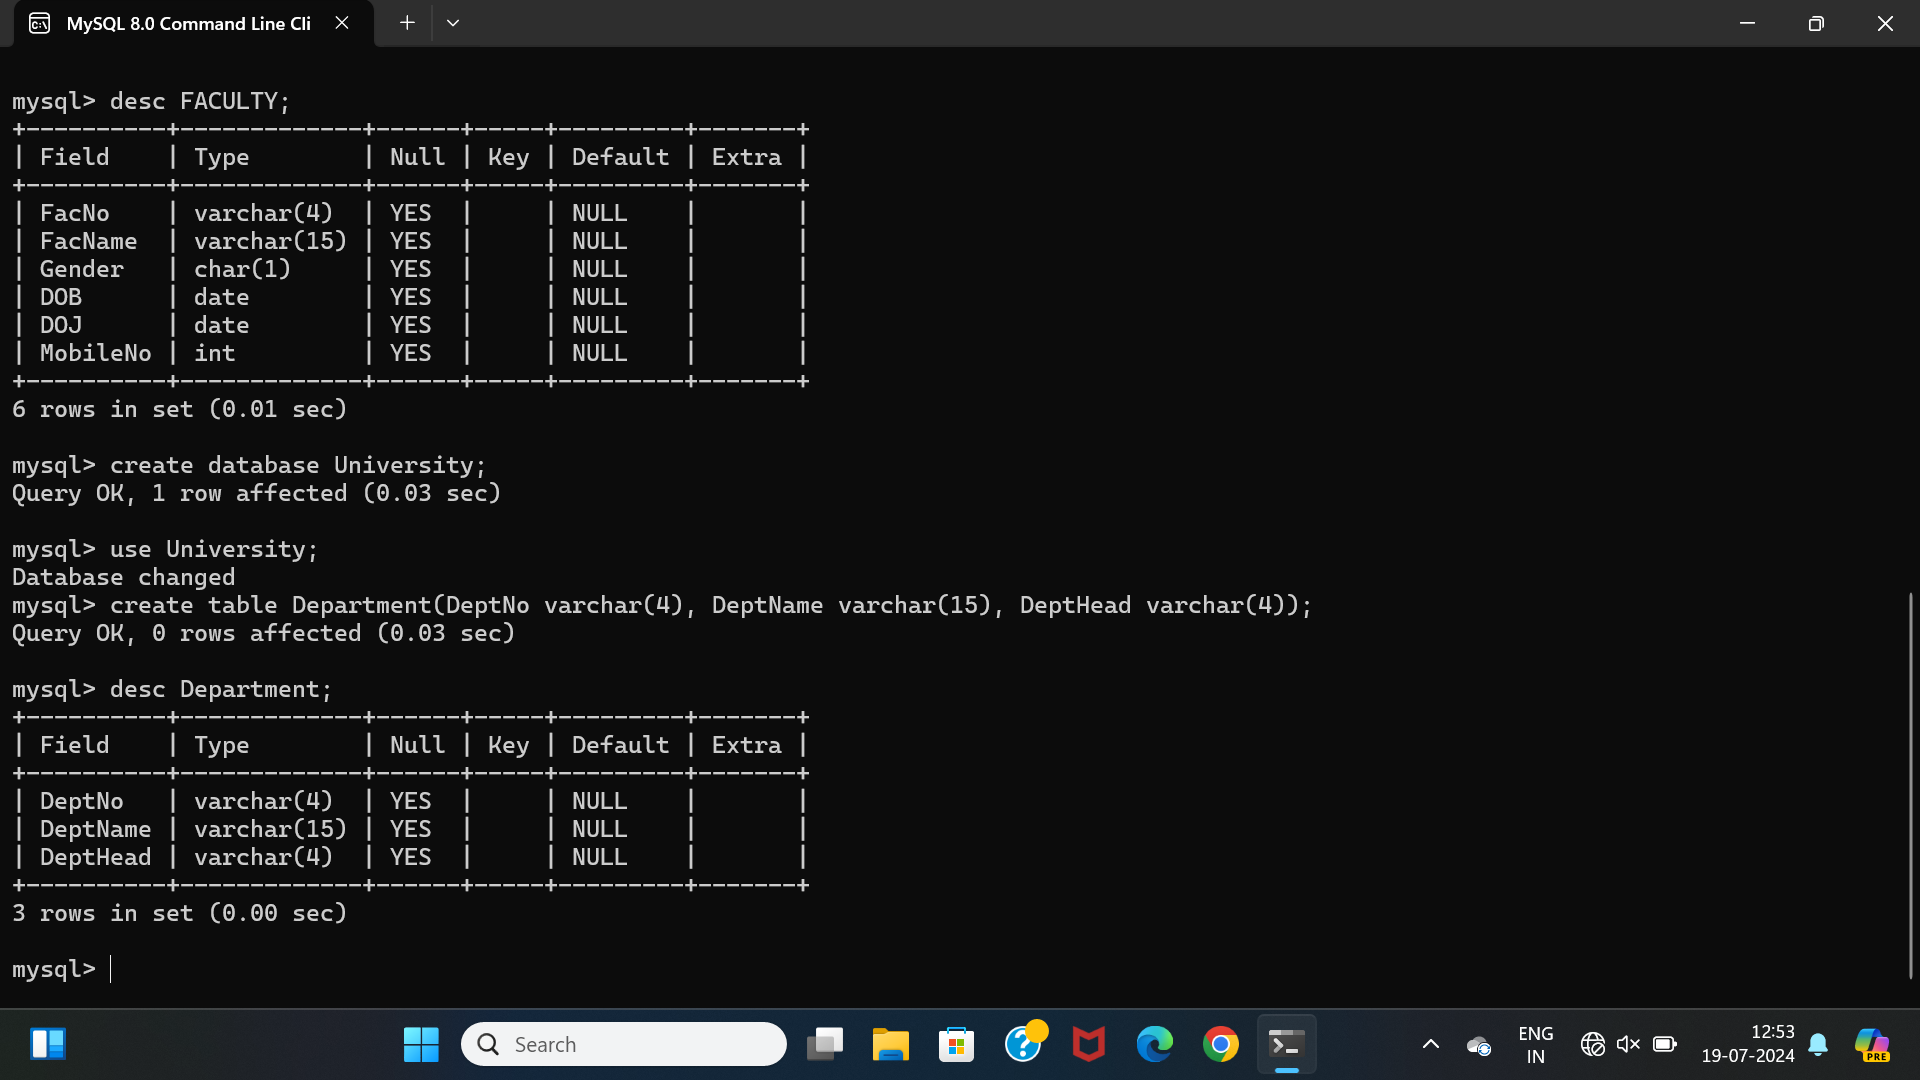 MySQL 8.0 Command Line Cli
mysql> desc FACULTY;
+-----------+-------------+------+-----+---------+-------+
| Field     | Type        | Null | Key | Default | Extra |
+-----------+-------------+------+-----+---------+-------+
| FacNo     | varchar(4)  | YES  |     | NULL    |       |
| FacName   | varchar(15) | YES  |     | NULL    |       |
| Gender    | char(1)     | YES  |     | NULL    |       |
| DOB       | date        | YES  |     | NULL    |       |
| DOJ       | date        | YES  |     | NULL    |       |
| MobileNo  | int         | YES  |     | NULL    |       |
+-----------+-------------+------+-----+---------+-------+
6 rows in set (0.01 sec)
mysql> create database University;
Query OK, 1 row affected (0.03 sec)
mysql> use University;
Database changed
mysql> create table Department(DeptNo varchar(4), DeptName varchar(15), DeptHead varchar(4));
Query OK, 0 rows affected (0.03 sec)
mysql> desc Department;
+----------+-------------+------+-----+---------+-------+
| Field    | Type        | Null | Key | Default | Extra |
+----------+-------------+------+-----+---------+-------+
| DeptNo   | varchar(4)  | YES  |     | NULL    |       |
| DeptName | varchar(15) | YES  |     | NULL    |       |
| DeptHead | varchar(4)  | YES  |     | NULL    |       |
+----------+-------------+------+-----+---------+-------+
3 rows in set (0.00 sec)
mysql>
Search
ENG
IN
12:53
19-07-2024
PRE